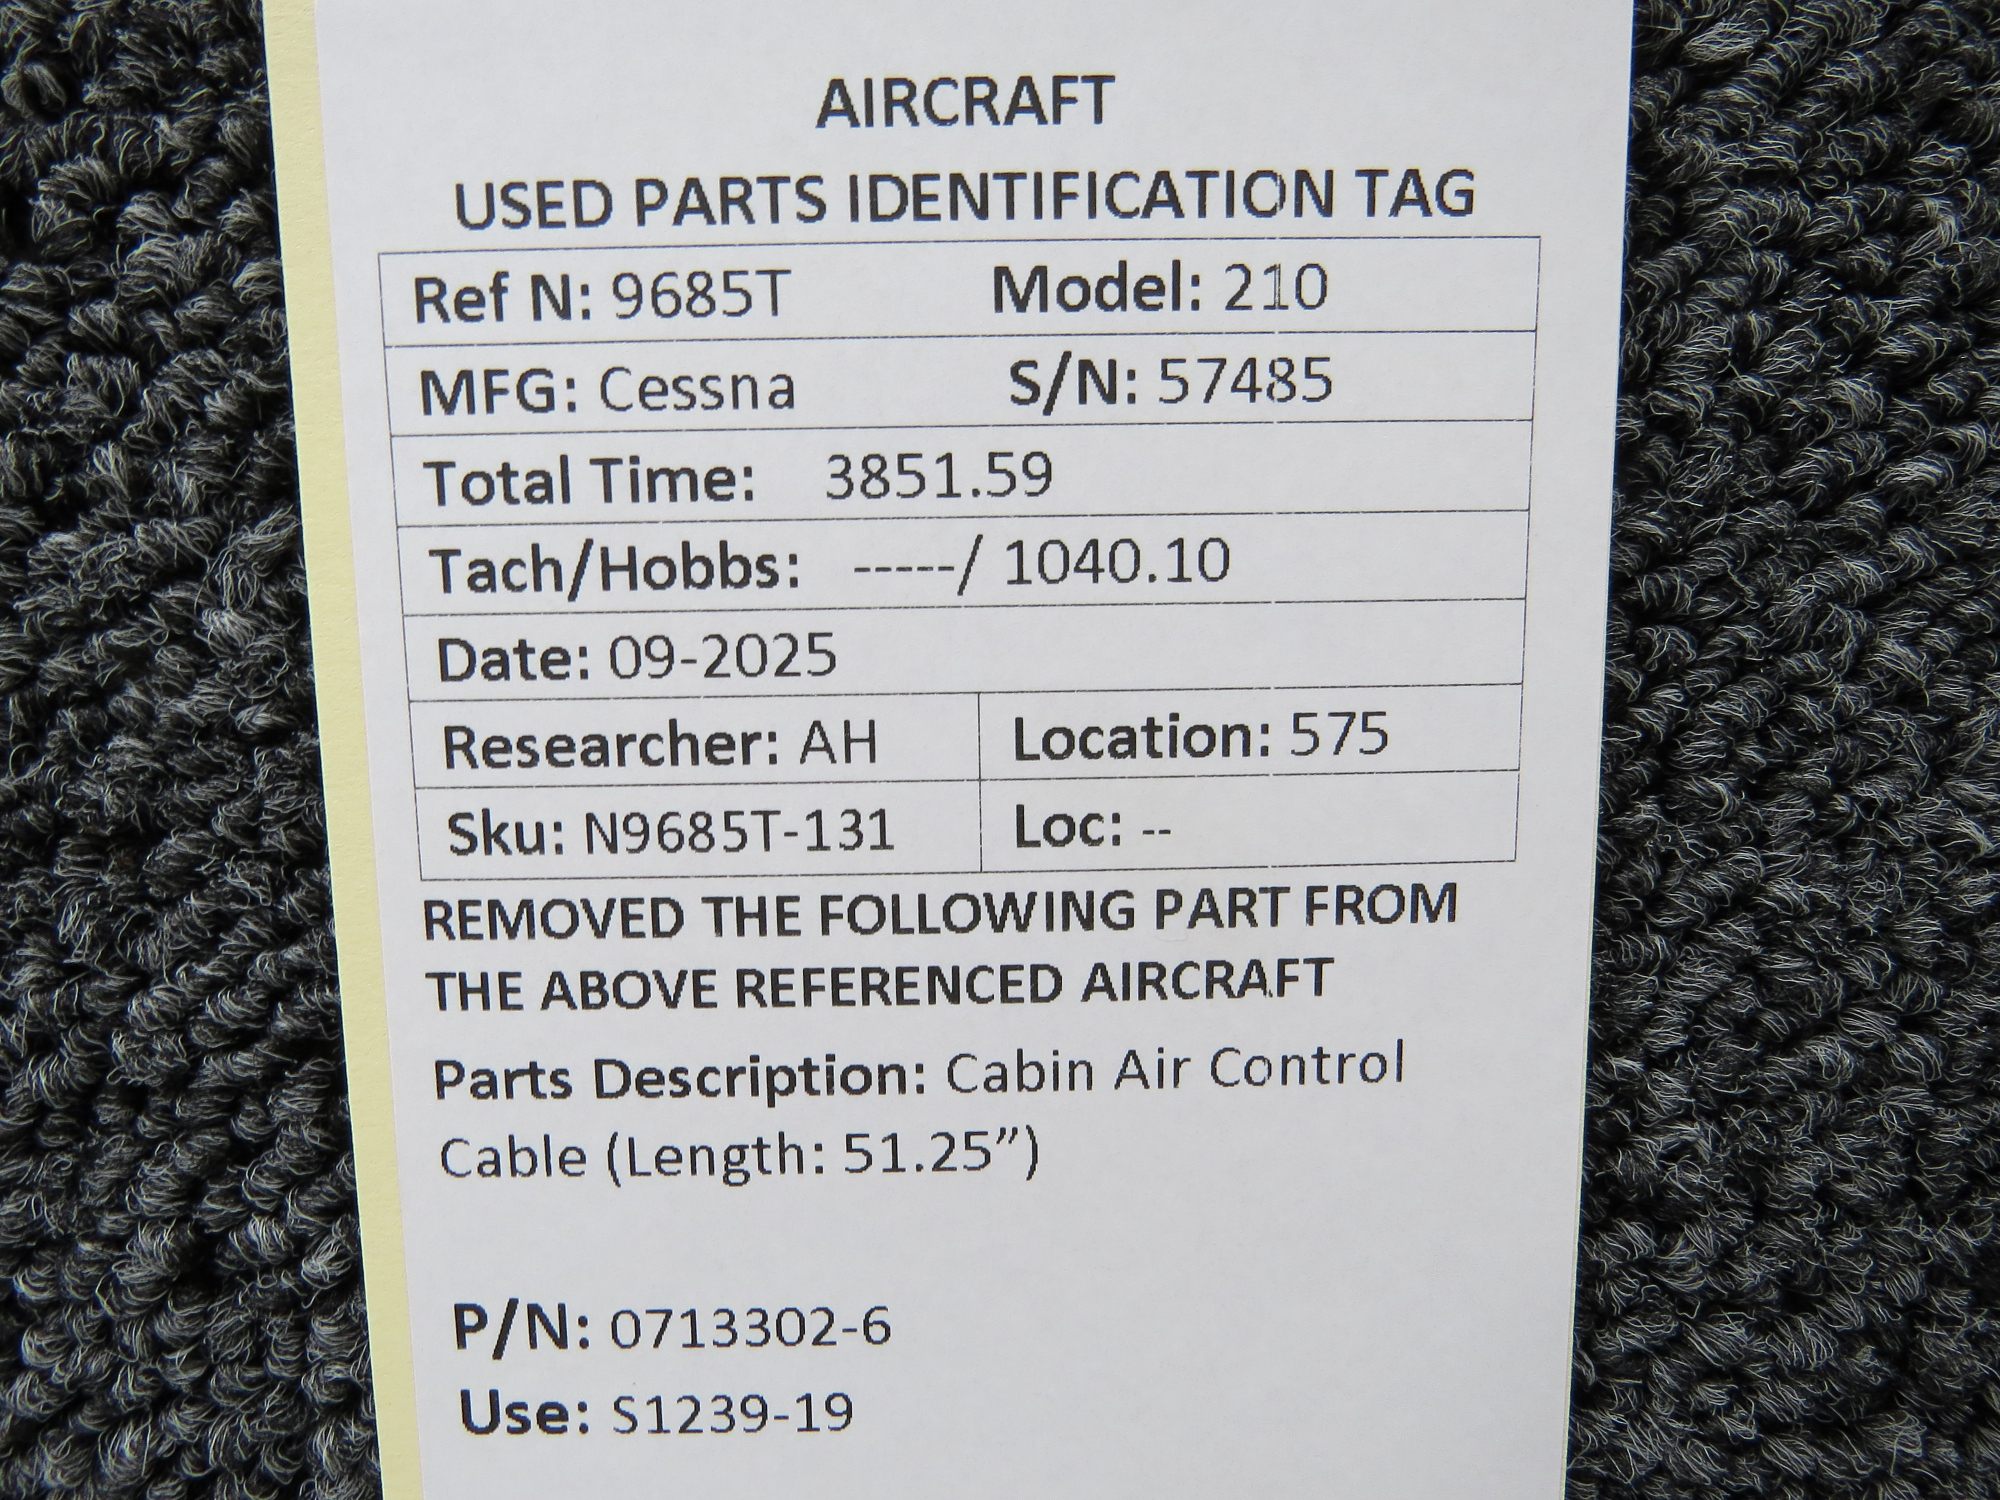 AIRCRAFT
USED PARTS IDENTIFICATION TAG
Ref N: 9685T Model: 210
MFG: Cessna S/N: 57485
Total Time: 3851.59
Tach/Hobbs: -----/ 1040.10
Date: 09-2025
Researcher: AH Location: 575
Sku: N9685T-131 Loc: --
REMOVED THE FOLLOWING PART FROM
THE ABOVE REFERENCED AIRCRAFT
Parts Description: Cabin Air Control
Cable (Length: 51.25”)
P/N: 0713302-6
Use: S1239-19